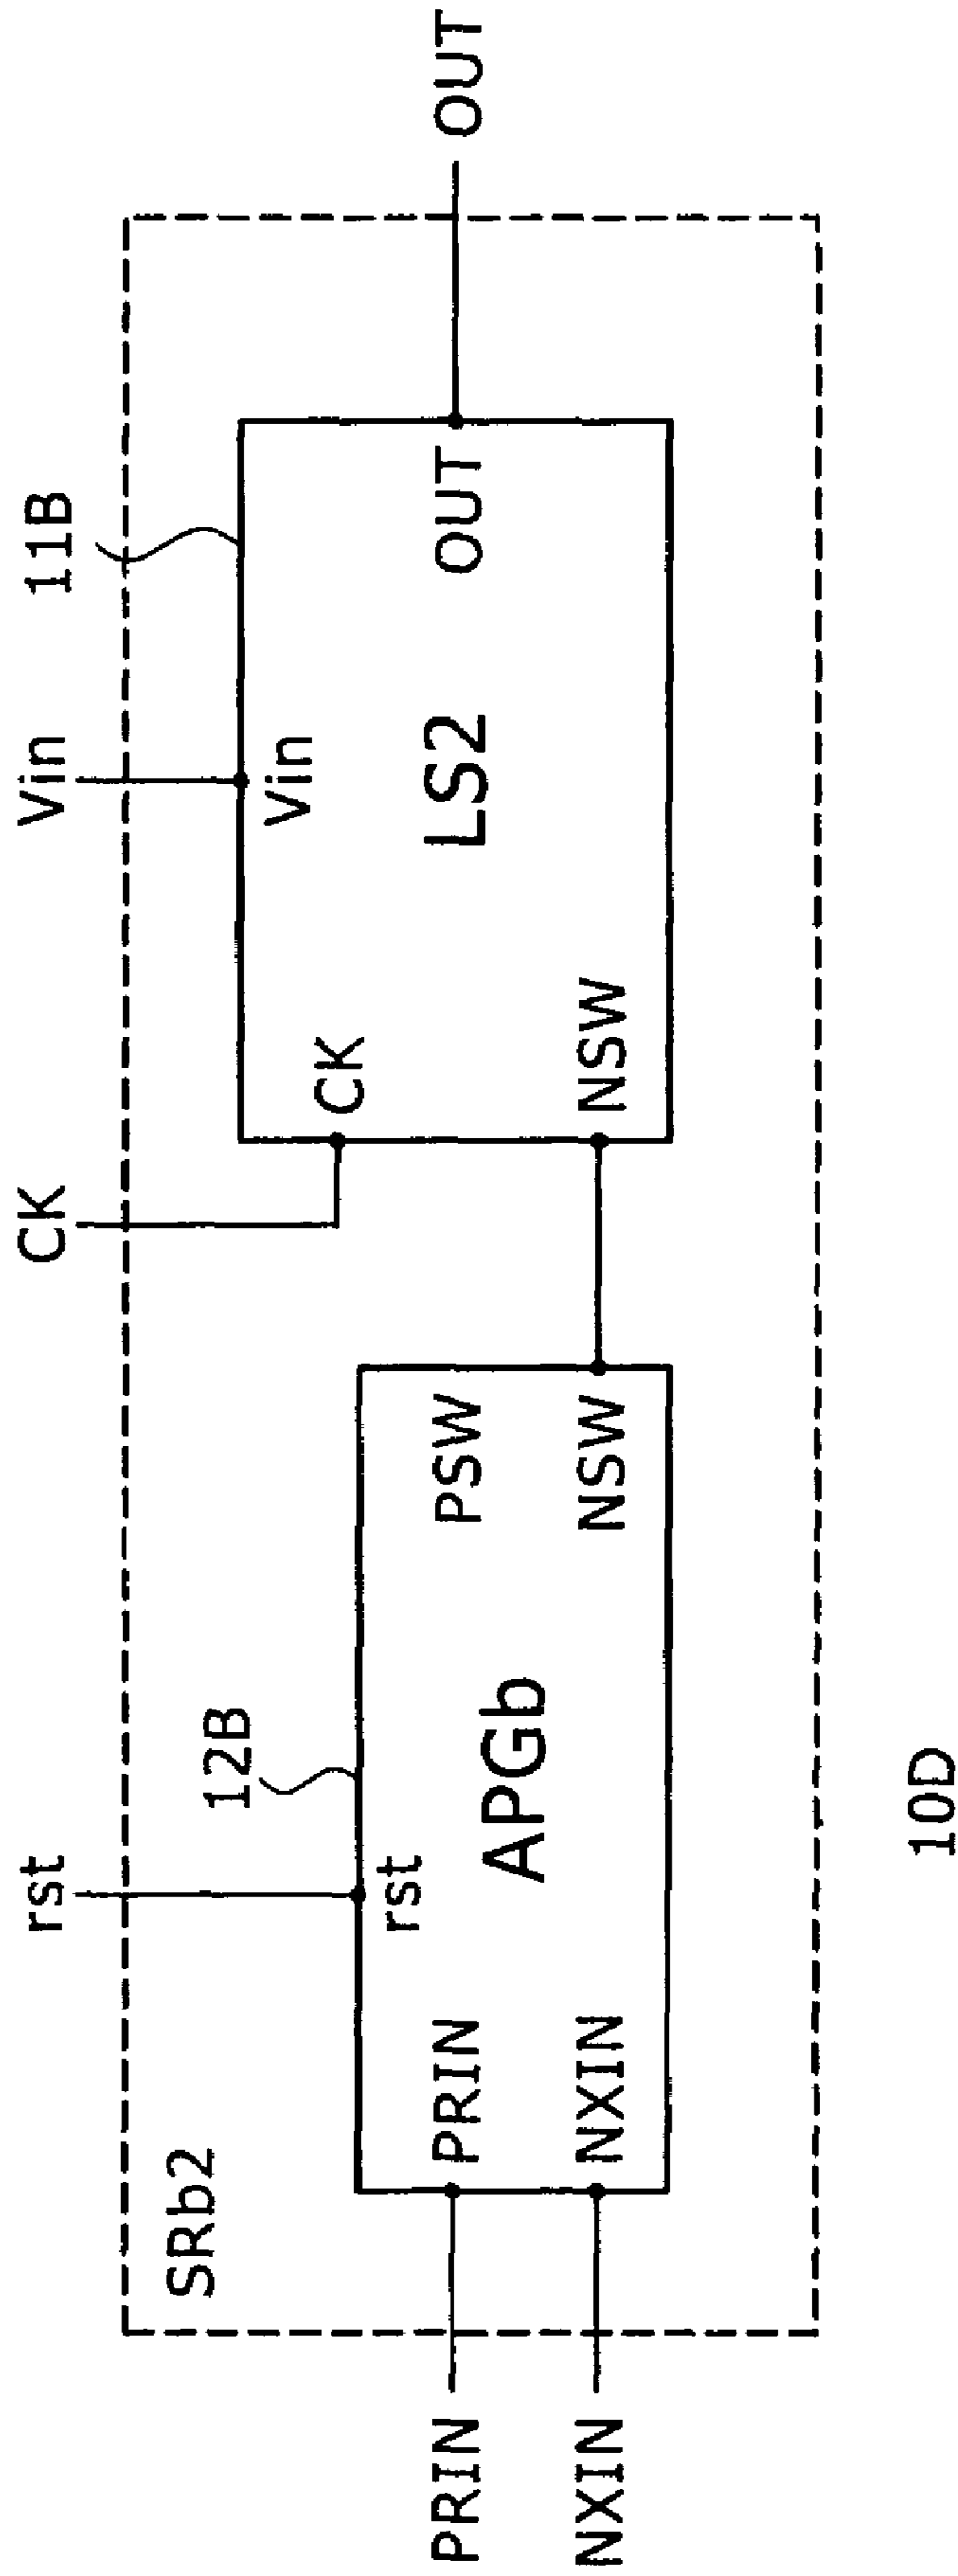 rst
CK
Vin
11B
12B
SRb2
PRIN
NXIN
PRIN
NXIN
rst
APGb
PSW
NSW
CK
NSW
Vin
LS2
OUT
OUT
10D